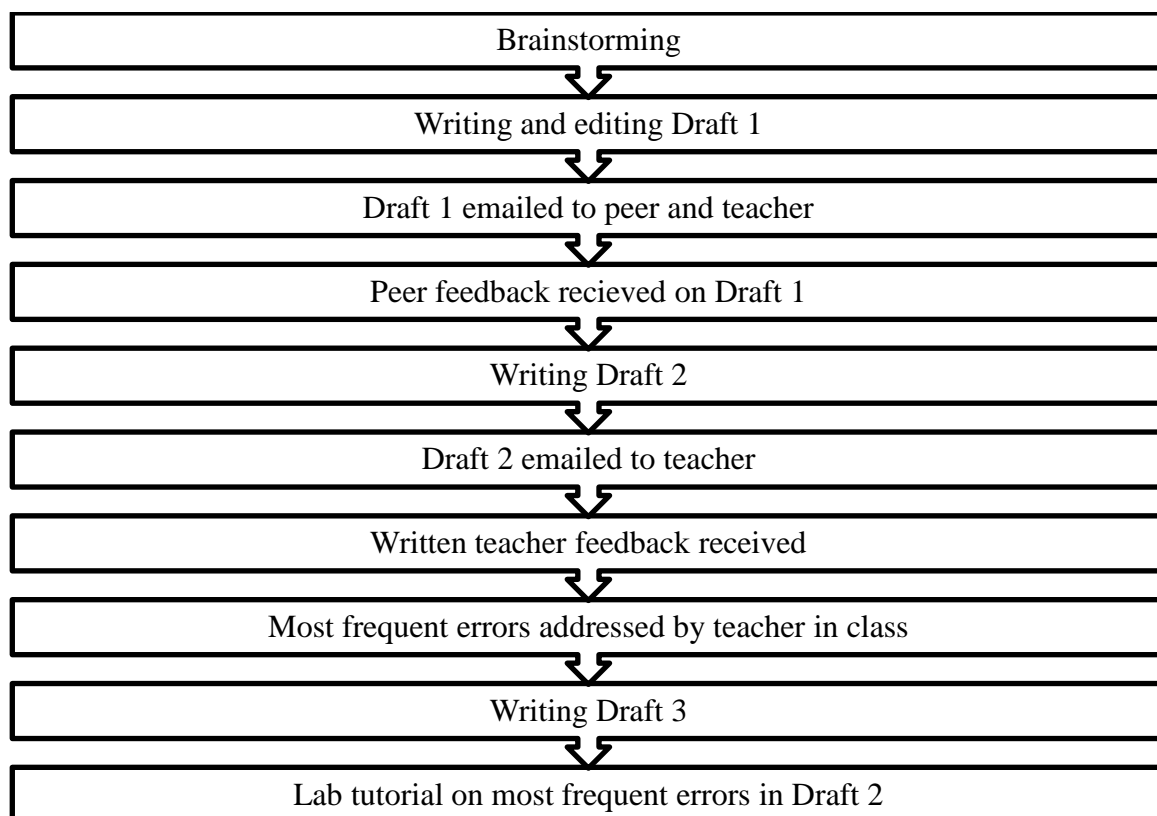 Brainstorming
Writing and editing Draft 1
Draft 1 emailed to peer and teacher
Peer feedback recieved on Draft 1
Writing Draft 2
Draft 2 emailed to teacher
Written teacher feedback received
Most frequent errors addressed by teacher in class
Writing Draft 3
Lab tutorial on most frequent errors in Draft 2